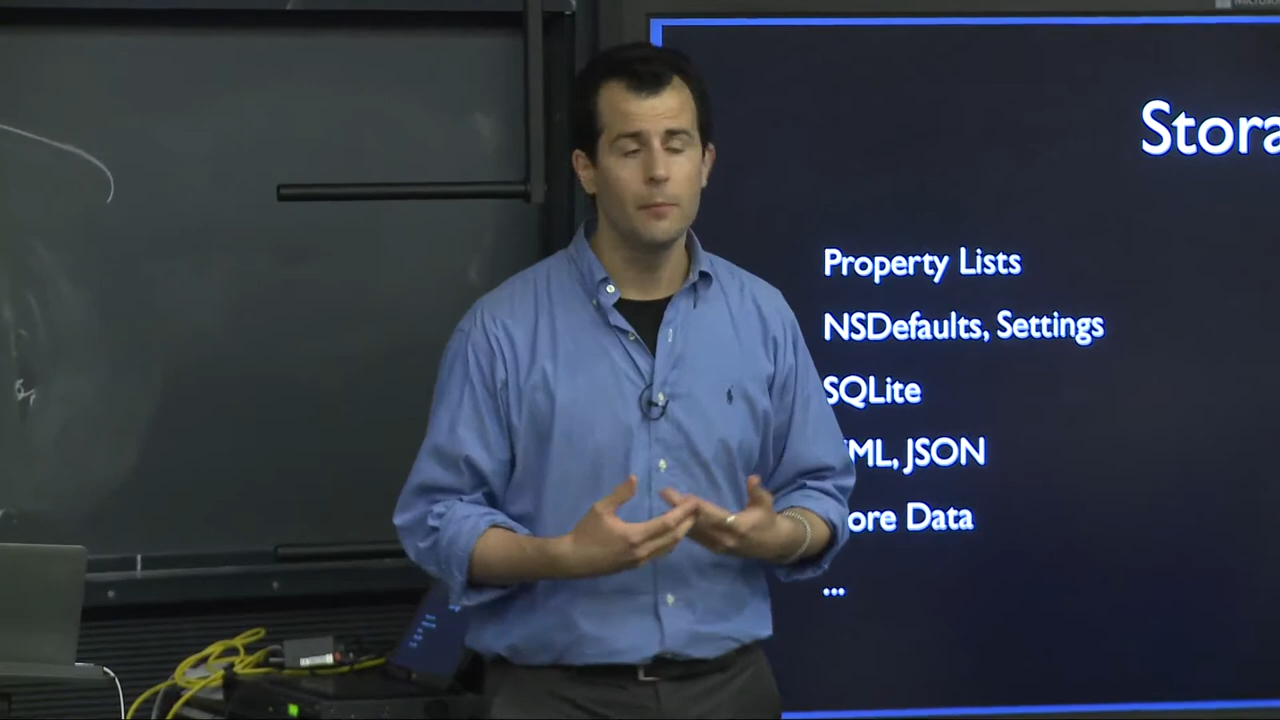 Stora
Property Lists
NSDefaults, Settings
SQLite
ML, JSON
ore Data
...